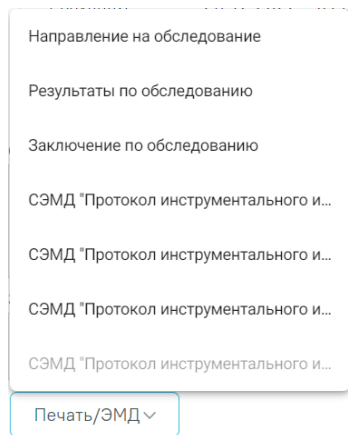 Направление на обследование
Результаты по обследованию
Заключение по обследованию
СЭМД "Протокол инструментального и...
СЭМД "Протокол инструментального и...
СЭМД "Протокол инструментального и...
СЭМД "Протокол инструментального и...
Печать/ЭМД